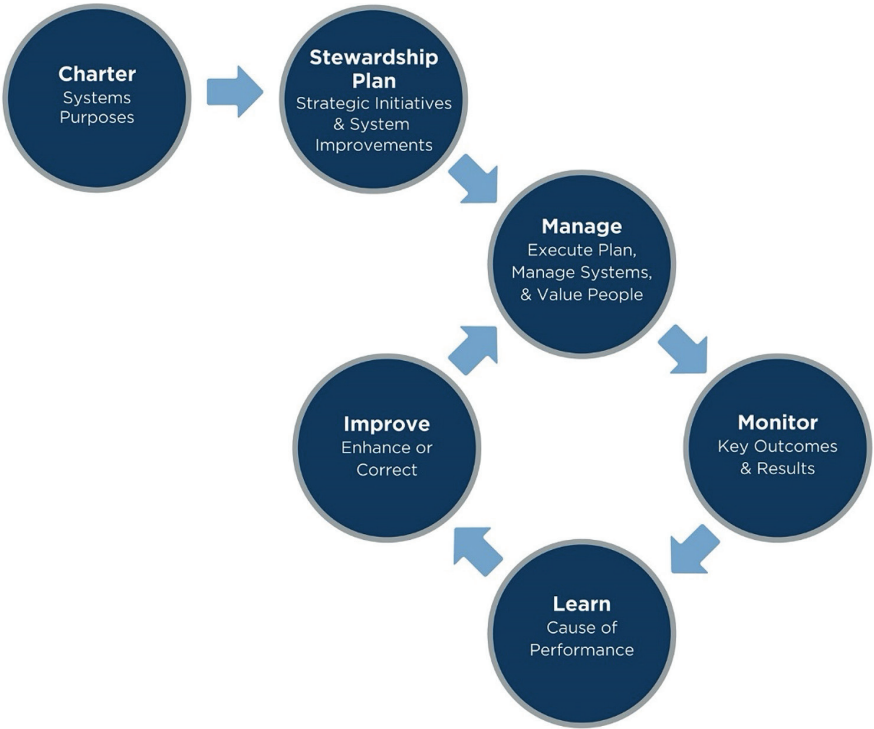 Charter
Systems
Purposes
Stewardship
Plan
Strategic Initiatives
& System
Improvements
Manage
Execute Plan,
Manage Systems,
& Value People
Monitor
Key Outcomes
& Results
Learn
Cause of
Performance
Improve
Enhance or
Correct